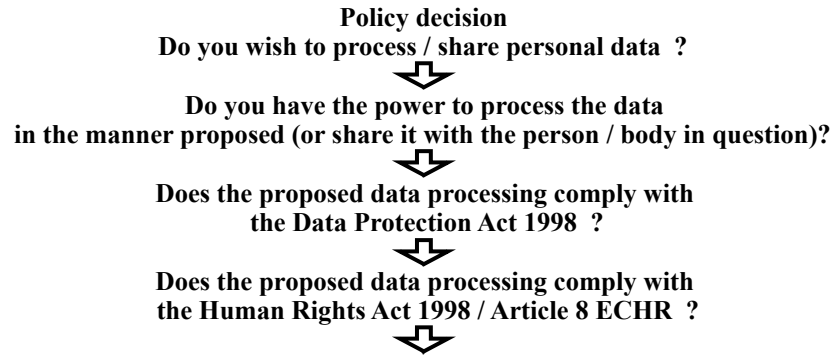 Policy decision
Do you wish to process / share personal data ?
Do you have the power to process the data
in the manner proposed (or share it with the person / body in question)?
Does the proposed data processing comply with
the Data Protection Act 1998 ?
Does the proposed data processing comply with
the Human Rights Act 1998 / Article 8 ECHR ?